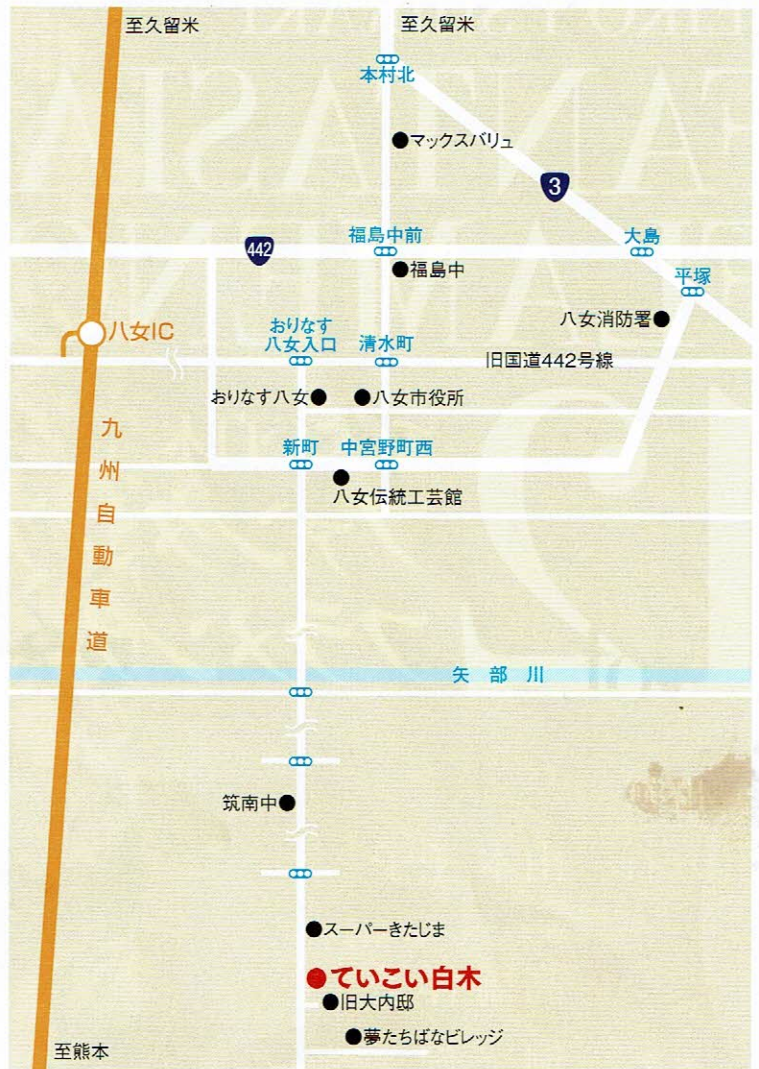 至久留米
至久留米
本村北
マックスバリュ
3
442
福島中前
大島
福島中
平塚
八女消防署
八女IC
おりなす
八女入口
清水町
旧国道442号線
おりなす八女
八女市役所
九州自動車道
新町
中宮野町西
八女伝統工芸館
矢部川
筑南中
スーパーきたじま
ていこい白木
旧大内邸
夢たちばなビレッジ
至熊本